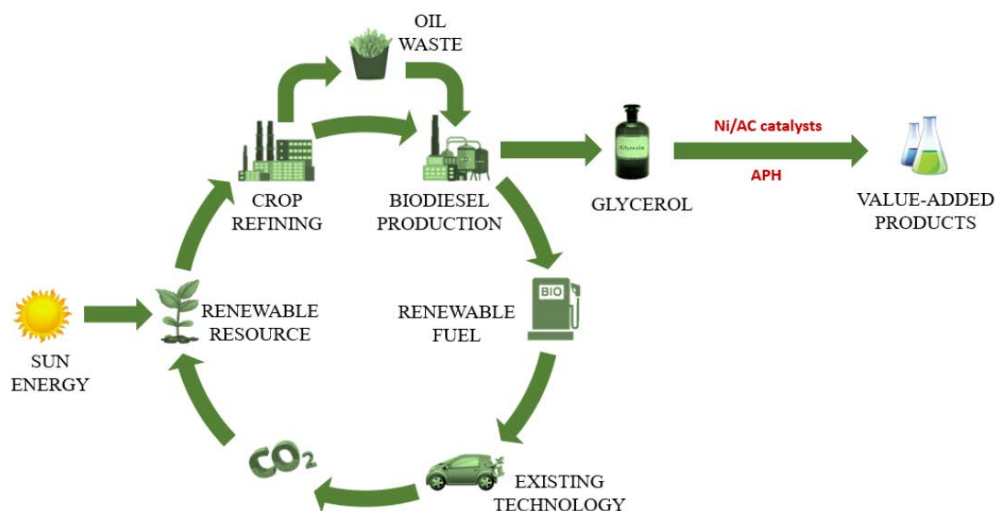 OIL
WASTE
CROP
REFINING
BIODIESEL
PRODUCTION
Glycerin
GLYCEROL
Ni/AC catalysts
APH
VALUE-ADDED
PRODUCTS
SUN
ENERGY
RENEWABLE
RESOURCE
BIO
RENEWABLE
FUEL
CO2
EXISTING
TECHNOLOGY